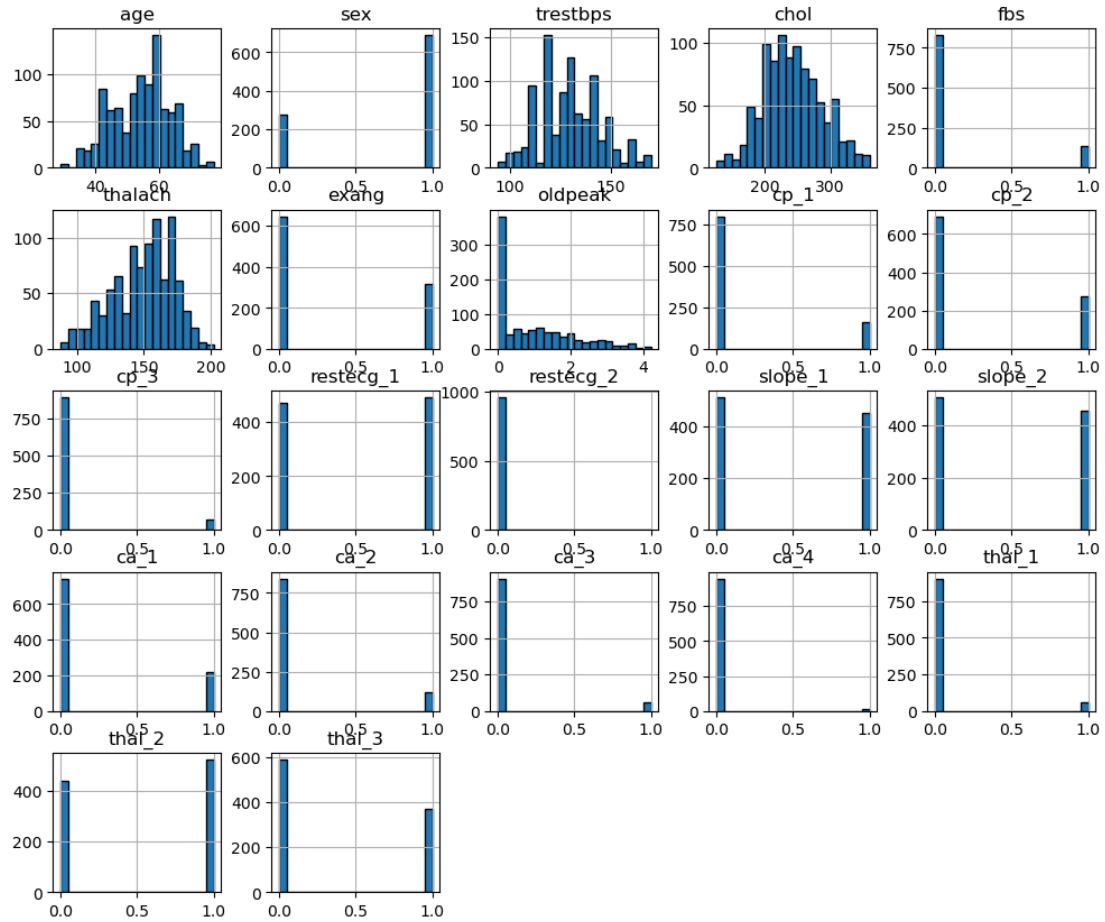 age sex trestbps chol fbs
600 150 100 750
100 400 100 500
50 200 50 50 250
0 0 0 0 0
40 60 0.0 0.5 1.0 100 150 200 300 0.0 0.5 1.0
thalach exang oldpeak cp_1 cp_2
100 600 300 750 600
400 200 500 400
50 200 100 250 200
0 0 0 0 0
100 150 200 0.0 0.5 1.0 0 2 4 0.0 0.5 1.0 0.0 0.5 1.0
cp_3 restecg_1 restecg_2 slope_1 slope_2
750 400 1000 400 400
500 200 500 200 200
250
0 0 0 0 0
0.0 0.5 1.0 0.0 0.5 1.0 0.0 0.5 1.0 0.0 0.5 1.0 0.0 0.5 1.0
ca_1 ca_2 ca_3 ca_4 thal_1
600 750 750 750 750
400 500 500 500 500
200 250 250 250 250
0 0 0 0 0
0.0 0.5 1.0 0.0 0.5 1.0 0.0 0.5 1.0 0.0 0.5 1.0 0.0 0.5 1.0
thal_2 thal_3
400 600
200 400
200
0 0
0.0 0.5 1.0 0.0 0.5 1.0